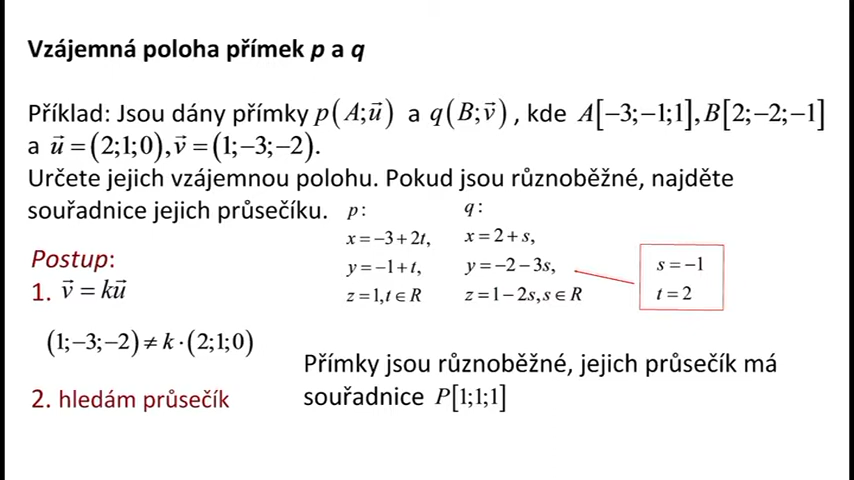 Vzájemná poloha přímek p a q
Příklad: Jsou dány přímky p(A;u⃗) a q(B;v⃗), kde A[−3;−1;1],B[2;−2;−1]
a u⃗ = (2;1;0),v⃗ = (1;−3;−2).
Určete jejich vzájemnou polohu. Pokud jsou různoběžné, najděte
souřadnice jejich průsečíku.
p:
x = −3 + 2t,
y = −1 + t,
z = 1,t ∈ R
q:
x = 2 + s,
y = −2 − 3s,
z = 1 − 2s,s ∈ R
s = −1
t = 2
Postup:
1. v⃗ = ku⃗
(1;−3;−2) ≠ k · (2;1;0)
2. hledám průsečík
Přímky jsou různoběžné, jejich průsečík má
souřadnice P[1;1;1]